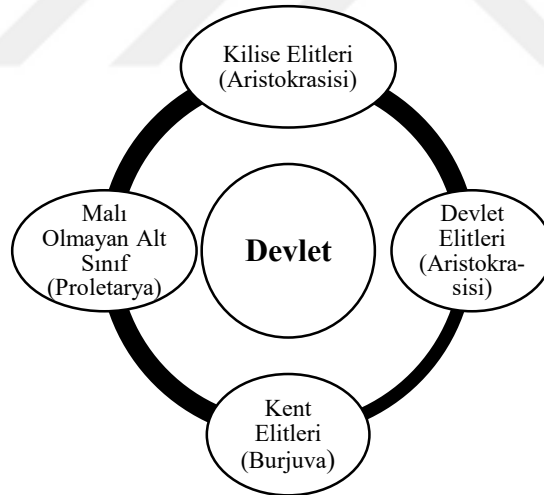 Kilise Elitleri
(Aristokrasisi)
Malı
Olmayan Alt
Sınıf
(Proletarya)
Devlet
Devlet
Elitleri
(Aristokra-
sisi)
Kent
Elitleri
(Burjuva)